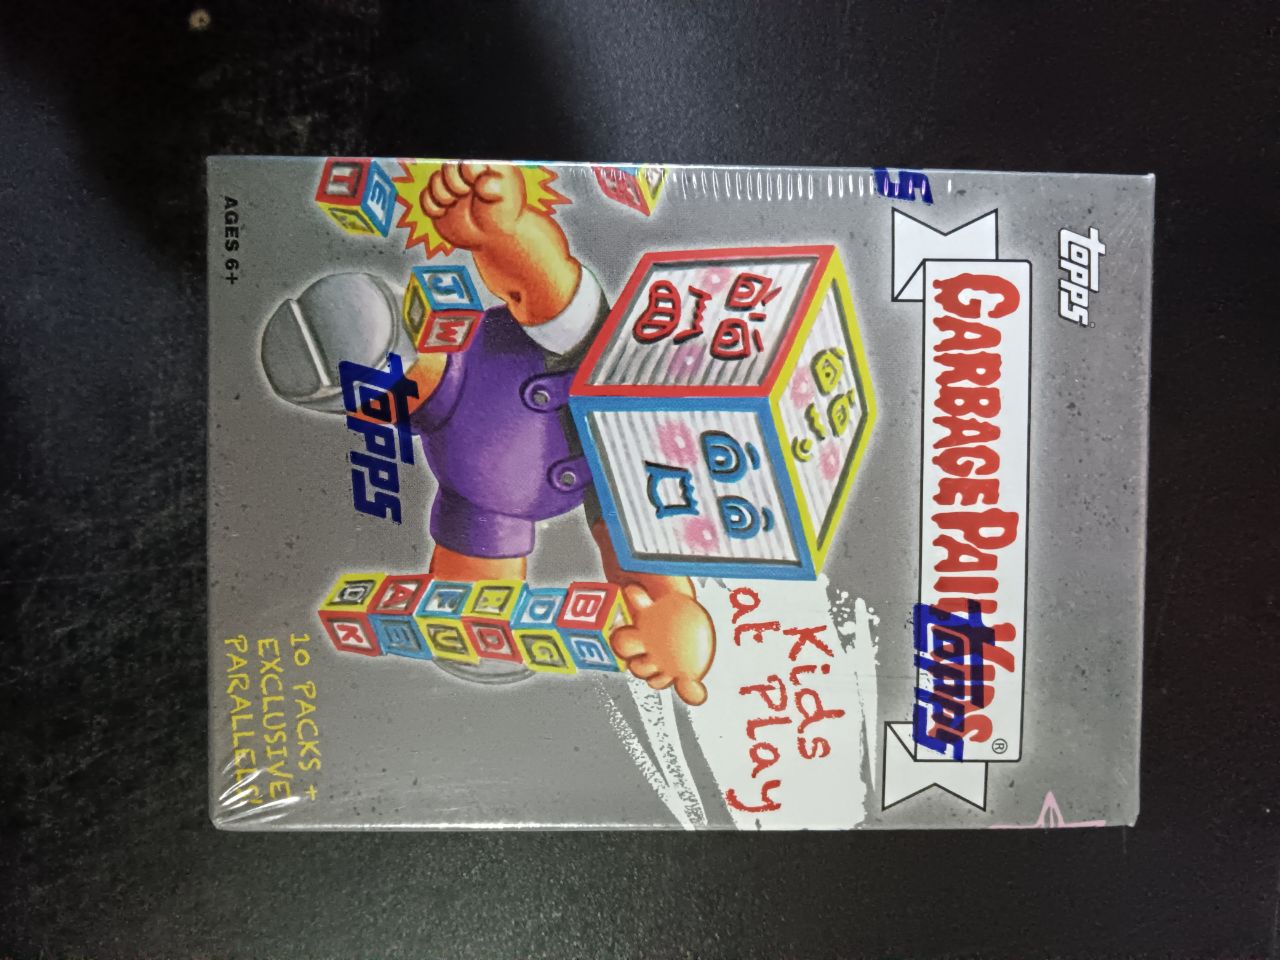 topps
GARBAGE PAIL KIDS®
topps
Kids
at Play
topps
10 PACKS +
EXCLUSIVE
PARALLELS!
AGES 6+